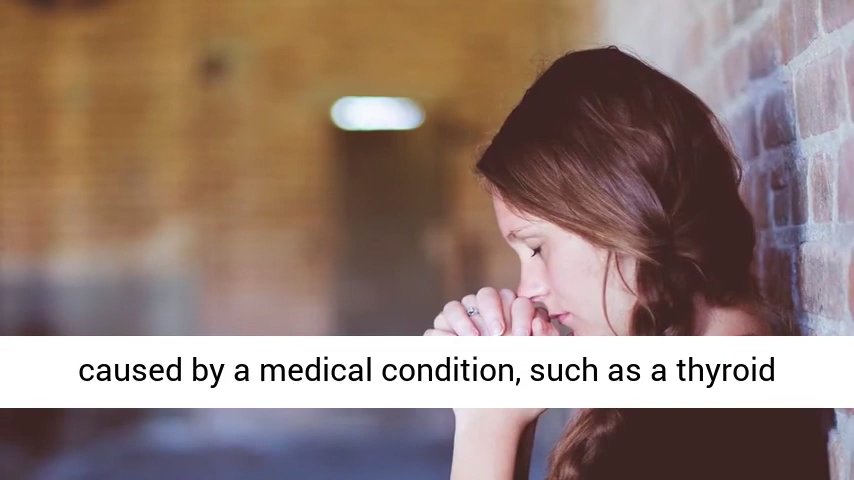 caused by a medical condition, such as a thyroid